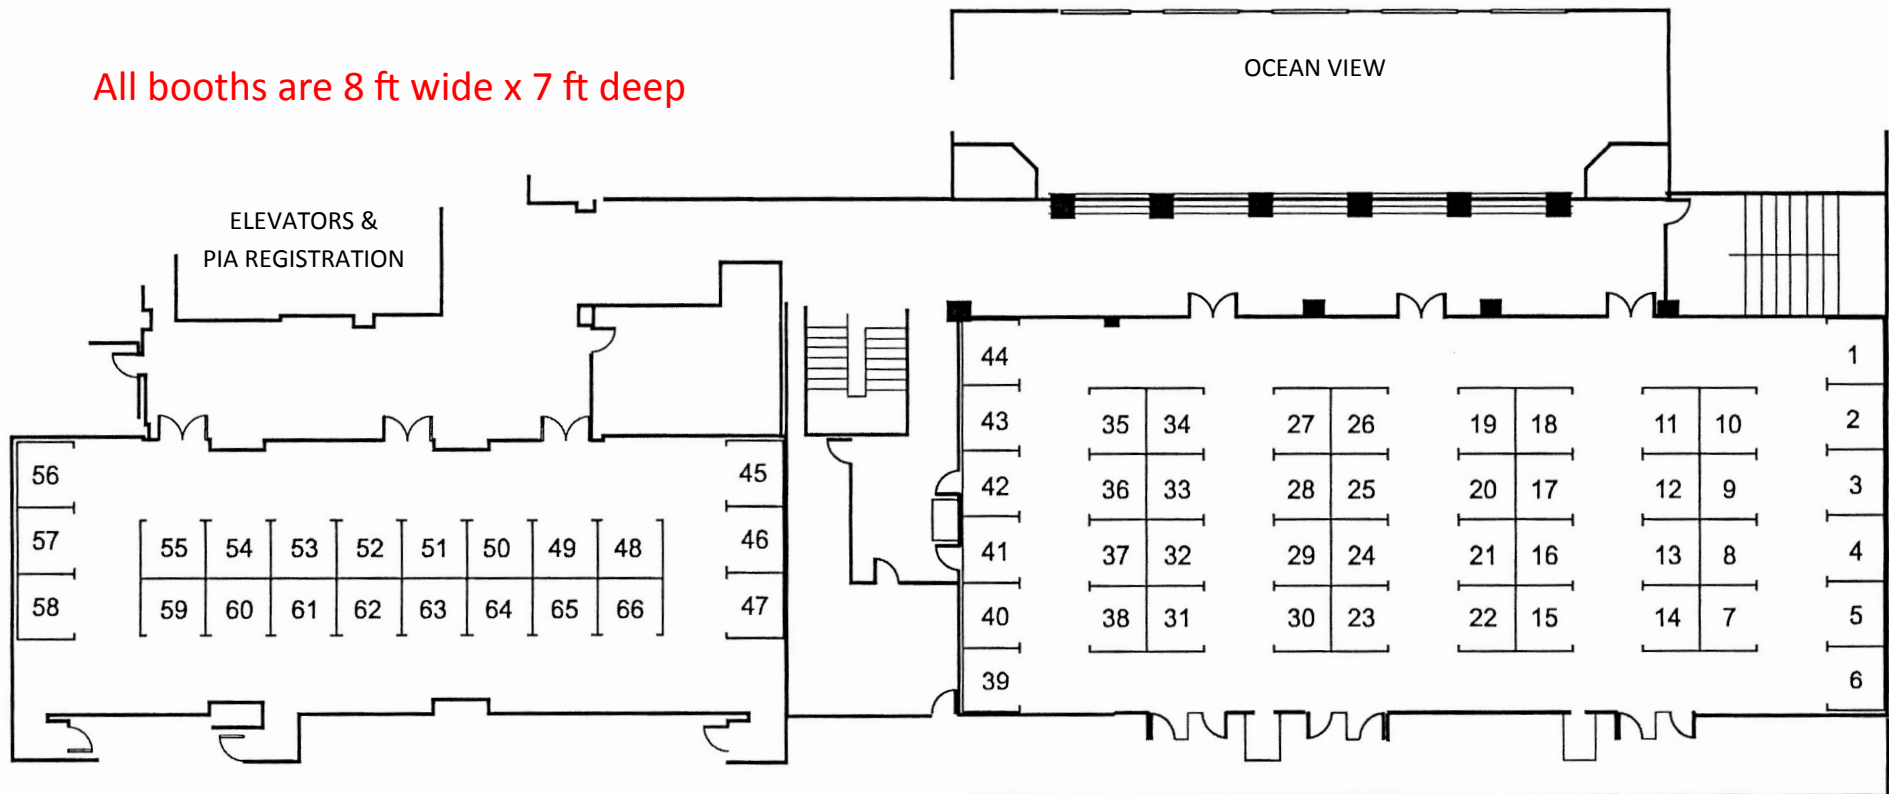 OCEAN VIEW
All booths are 8 ft wide x 7 ft deep
ELEVATORS &
PIA REGISTRATION
44 1
43 35 34 27 26 19 18 11 10 2
42 36 33 28 25 20 17 12 9 3
41 37 32 29 24 21 16 13 8 4
40 38 31 30 23 22 15 14 7 5
39 6
56 45
57 55 54 53 52 51 50 49 48 46
58 59 60 61 62 63 64 65 66 47